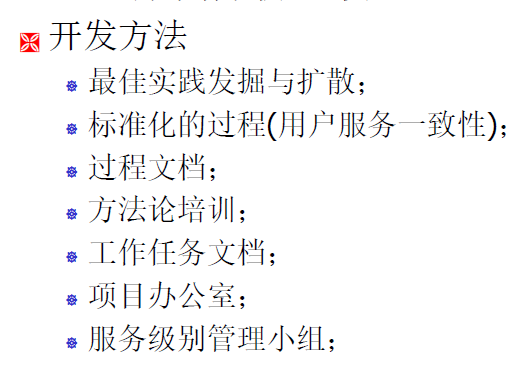 开发方法
最佳实践发掘与扩散；
标准化的过程(用户服务一致性)；
过程文档；
方法论培训；
工作任务文档；
项目办公室；
服务级别管理小组；